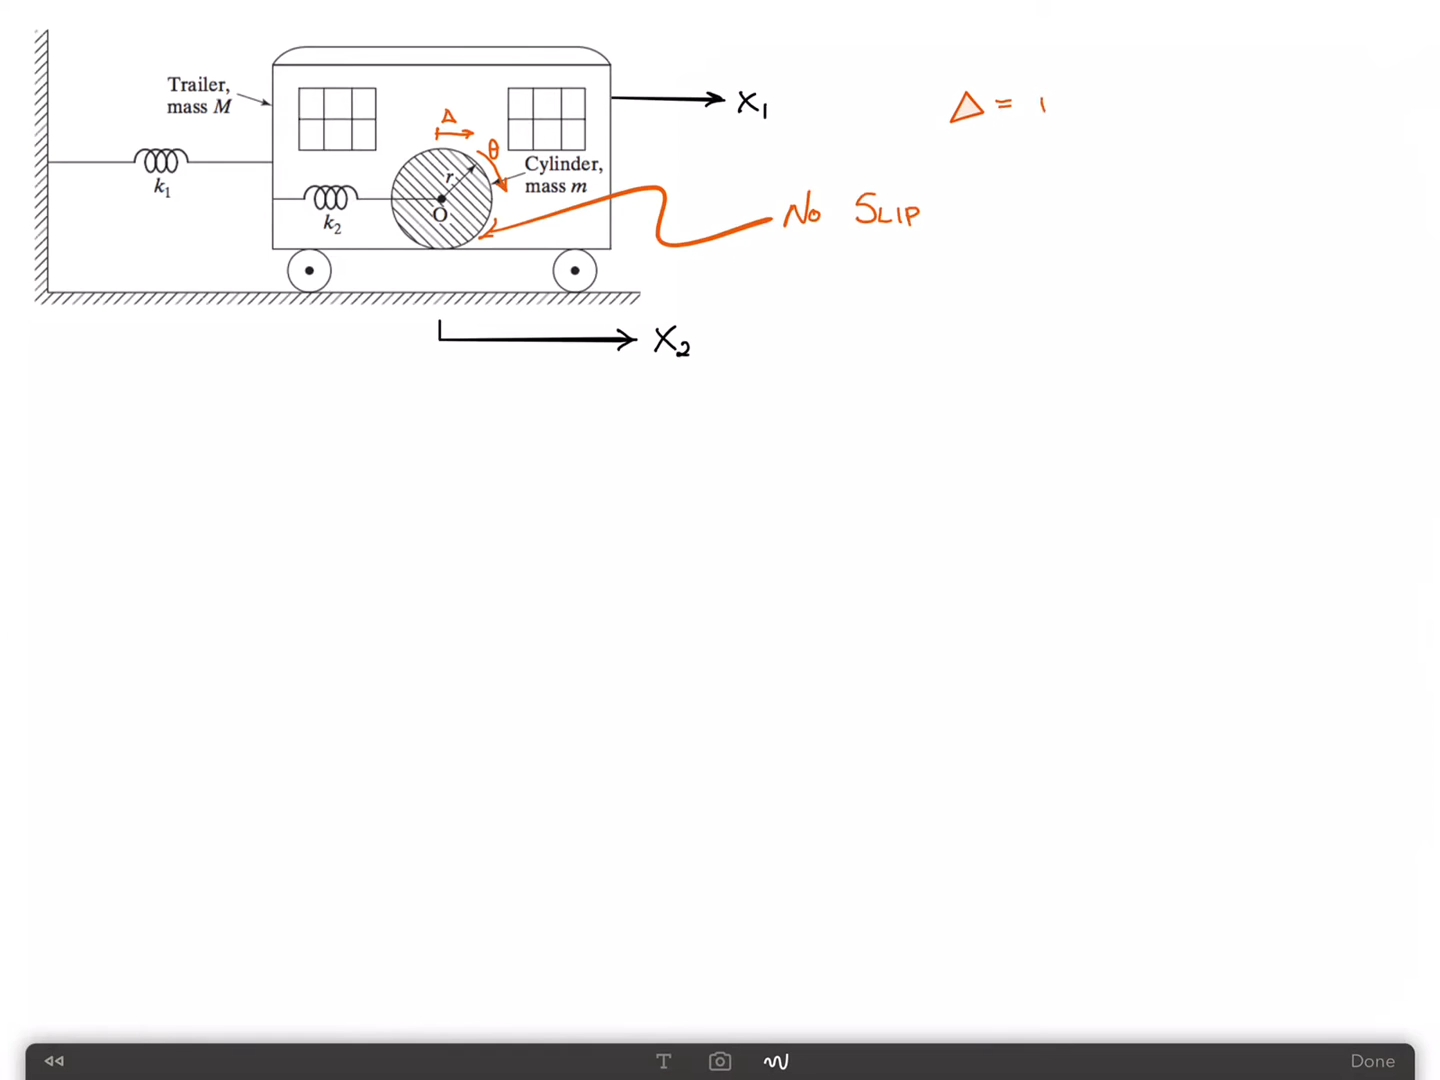 Trailer,
mass M
k₁
k₂
Δ
θ
r
O
Cylinder,
mass m
X₁
Δ =
No SLIP
X₂
T
Done